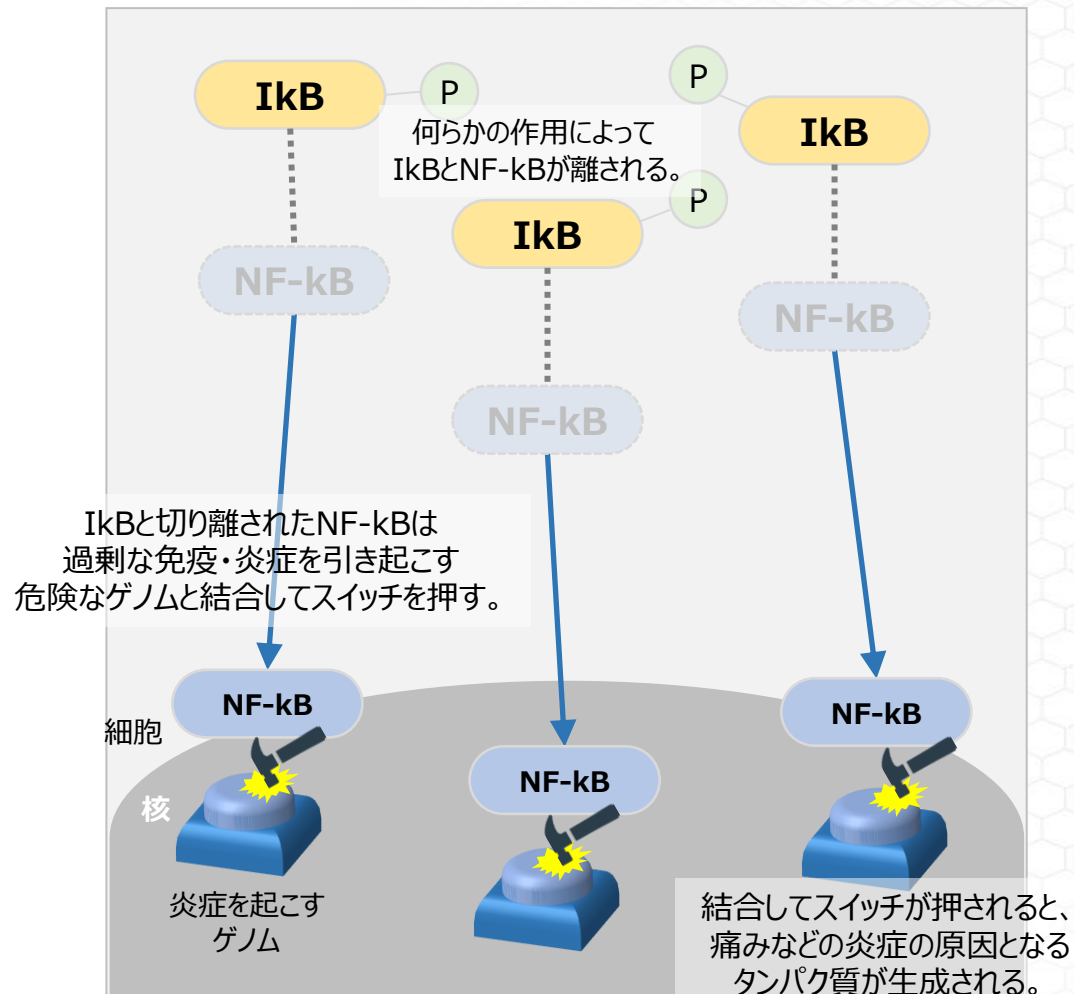 IkB
P
P
IkB
何らかの作用によって
IkBとNF-kBが離される。
P
IkB
NF-kB
NF-kB
NF-kB
IkBと切り離されたNF-kBは
過剰な免疫・炎症を引き起こす
危険なゲノムと結合してスイッチを押す。
NF-kB
NF-kB
細胞
NF-kB
核
炎症を起こす
ゲノム
結合してスイッチが押されると、
痛みなどの炎症の原因となる
タンパク質が生成される。